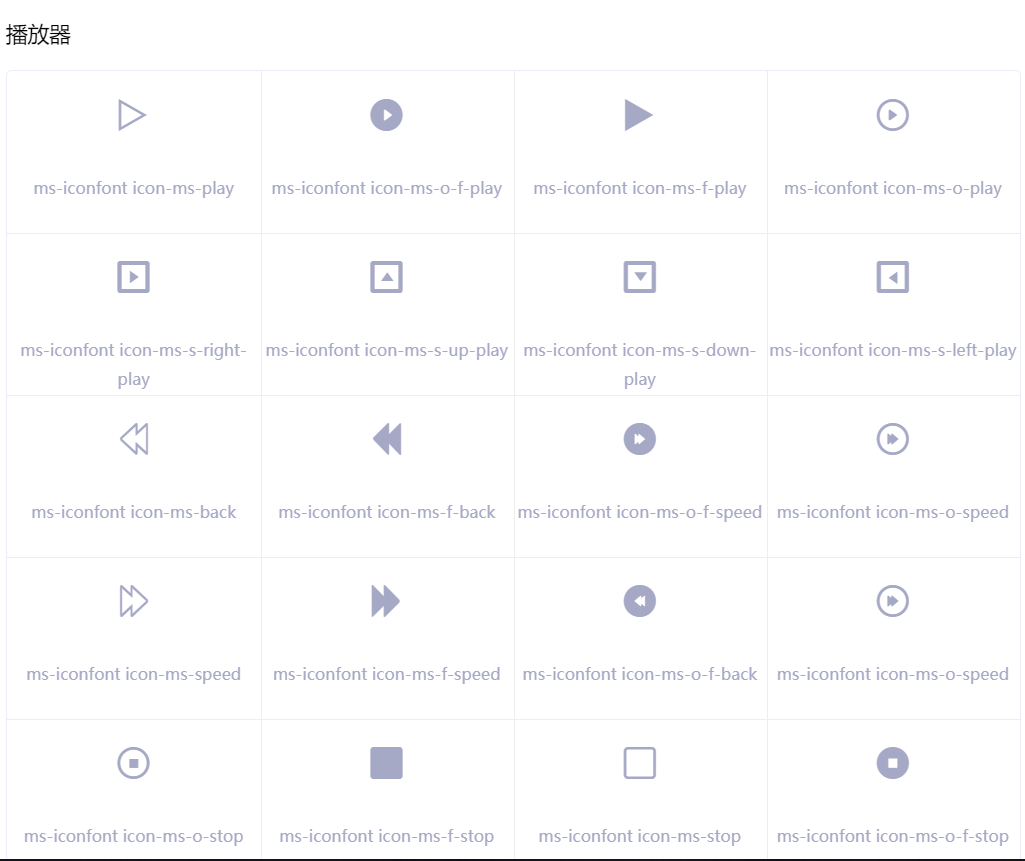 播放器
ms-iconfont icon-ms-play
ms-iconfont icon-ms-o-f-play
ms-iconfont icon-ms-f-play
ms-iconfont icon-ms-o-play
ms-iconfont icon-ms-s-right-
play
ms-iconfont icon-ms-s-up-play
ms-iconfont icon-ms-s-down-
play
ms-iconfont icon-ms-s-left-play
ms-iconfont icon-ms-back
ms-iconfont icon-ms-f-back
ms-iconfont icon-ms-o-f-speed
ms-iconfont icon-ms-o-speed
ms-iconfont icon-ms-speed
ms-iconfont icon-ms-f-speed
ms-iconfont icon-ms-o-f-back
ms-iconfont icon-ms-o-speed
ms-iconfont icon-ms-o-stop
ms-iconfont icon-ms-f-stop
ms-iconfont icon-ms-stop
ms-iconfont icon-ms-o-f-stop